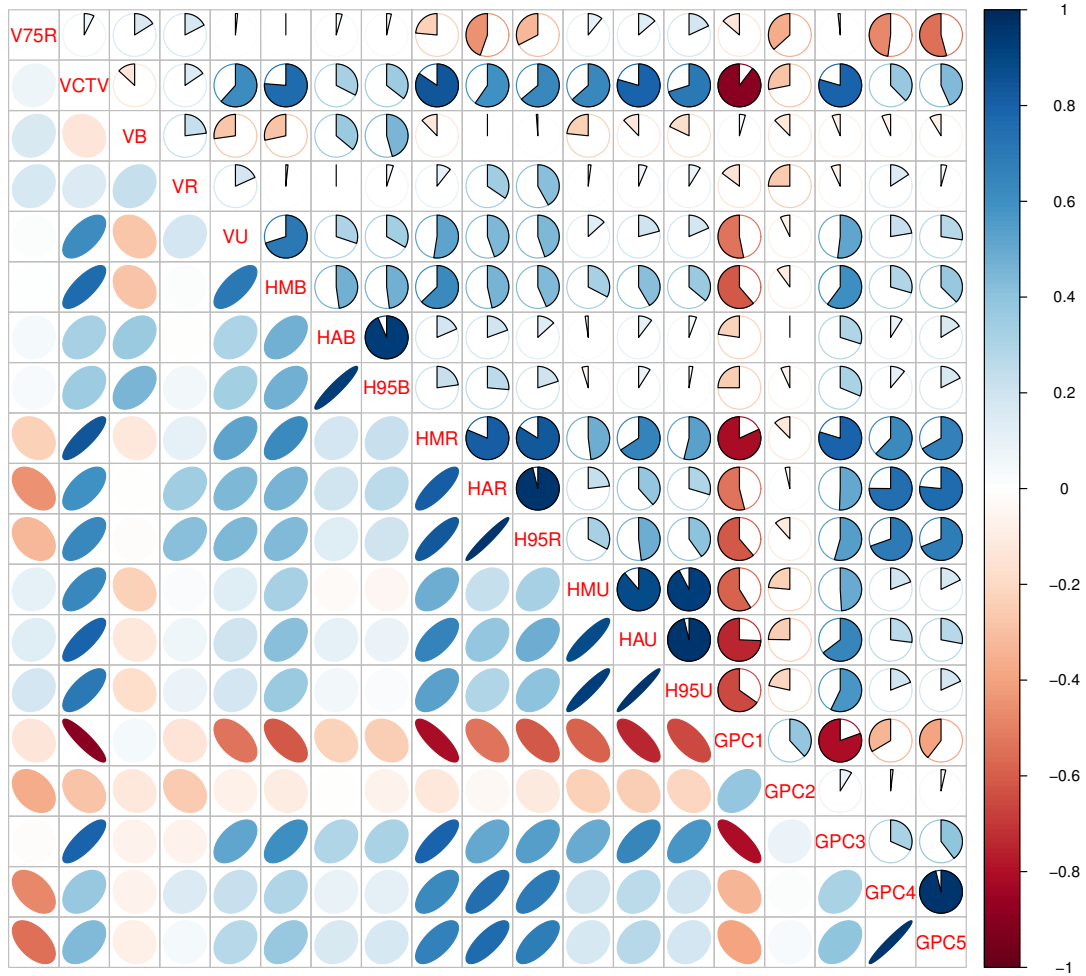 V75R
VCTV
VB
VR
VU
HMB
HAB
H95B
HMR
HAR
H95R
HMU
HAU
H95U
GPC1
GPC2
GPC3
GPC4
GPC5
1
0.8
0.6
0.4
0.2
0
−0.2
−0.4
−0.6
−0.8
−1